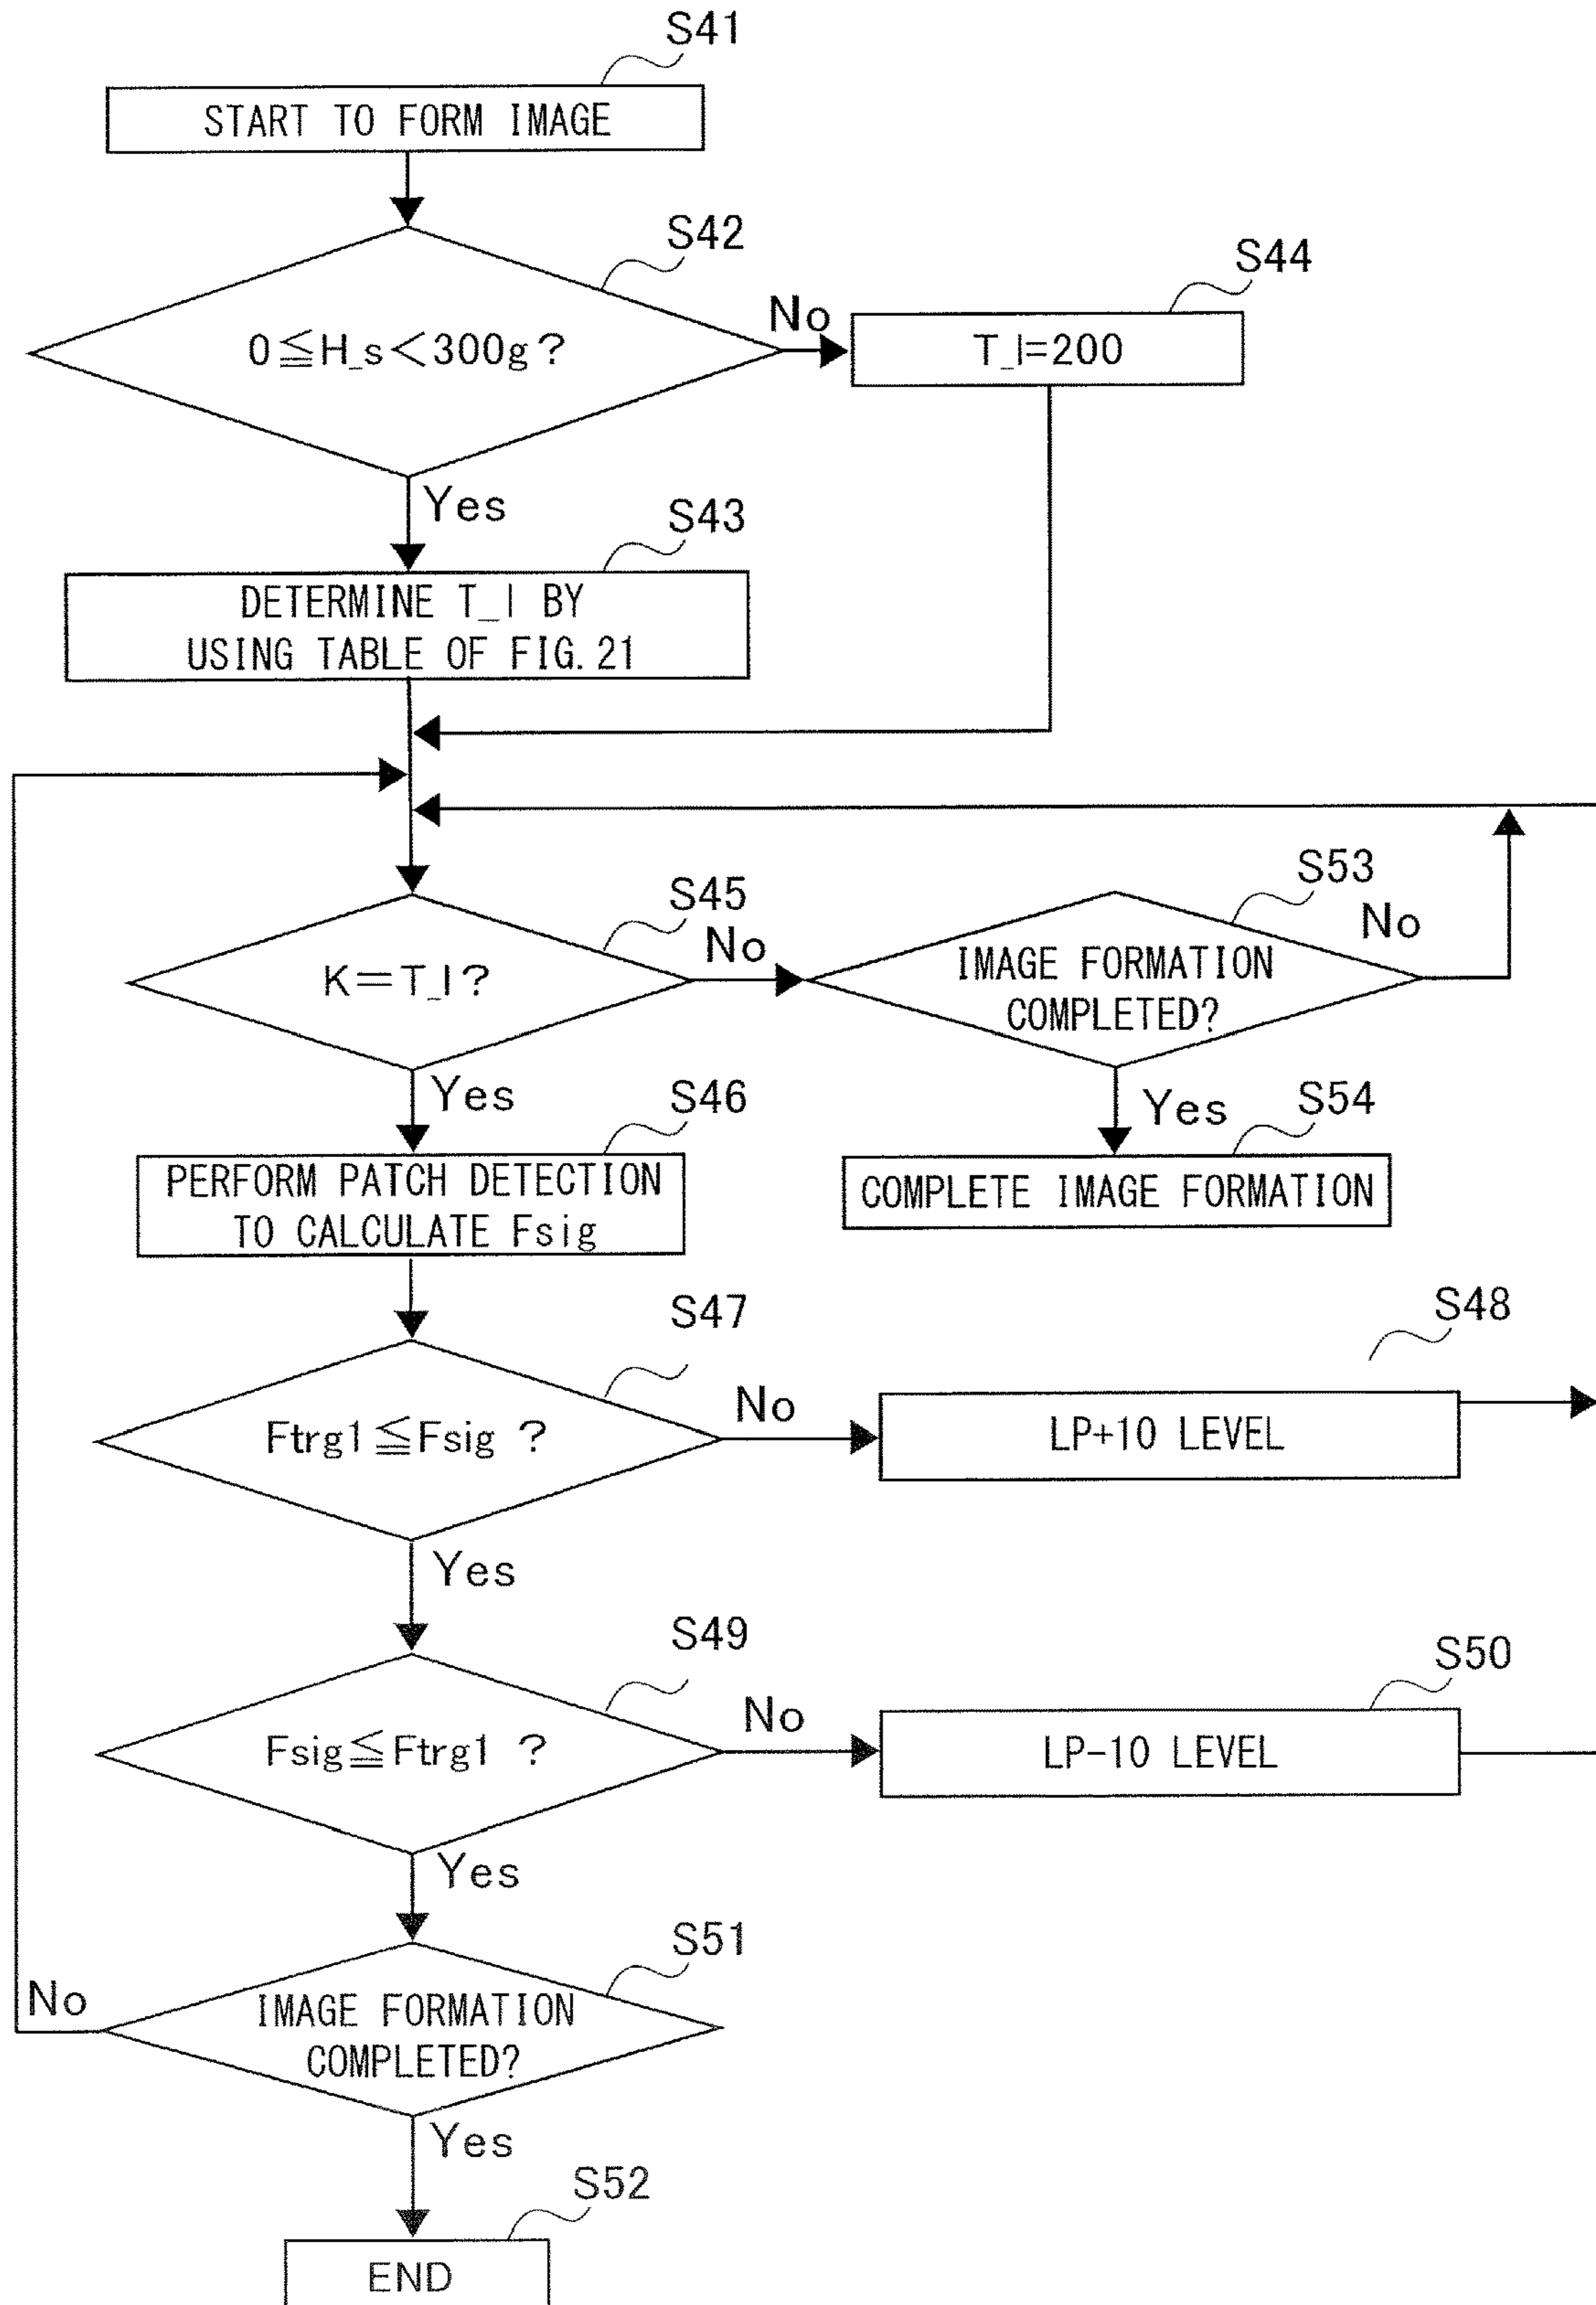 S41
START TO FORM IMAGE
S42
0≦H_s<300g?
No
S44
T_l=200
Yes
S43
DETERMINE T_l BY
USING TABLE OF FIG.21
S45
K=T_l?
No
S53
IMAGE FORMATION
COMPLETED?
No
Yes
S46
PERFORM PATCH DETECTION
TO CALCULATE Fsig
Yes
S54
COMPLETE IMAGE FORMATION
S47
Ftrg1≦Fsig ?
No
S48
LP+10 LEVEL
Yes
S49
Fsig≦Ftrg1 ?
No
S50
LP-10 LEVEL
Yes
S51
IMAGE FORMATION
COMPLETED?
No
Yes
S52
END